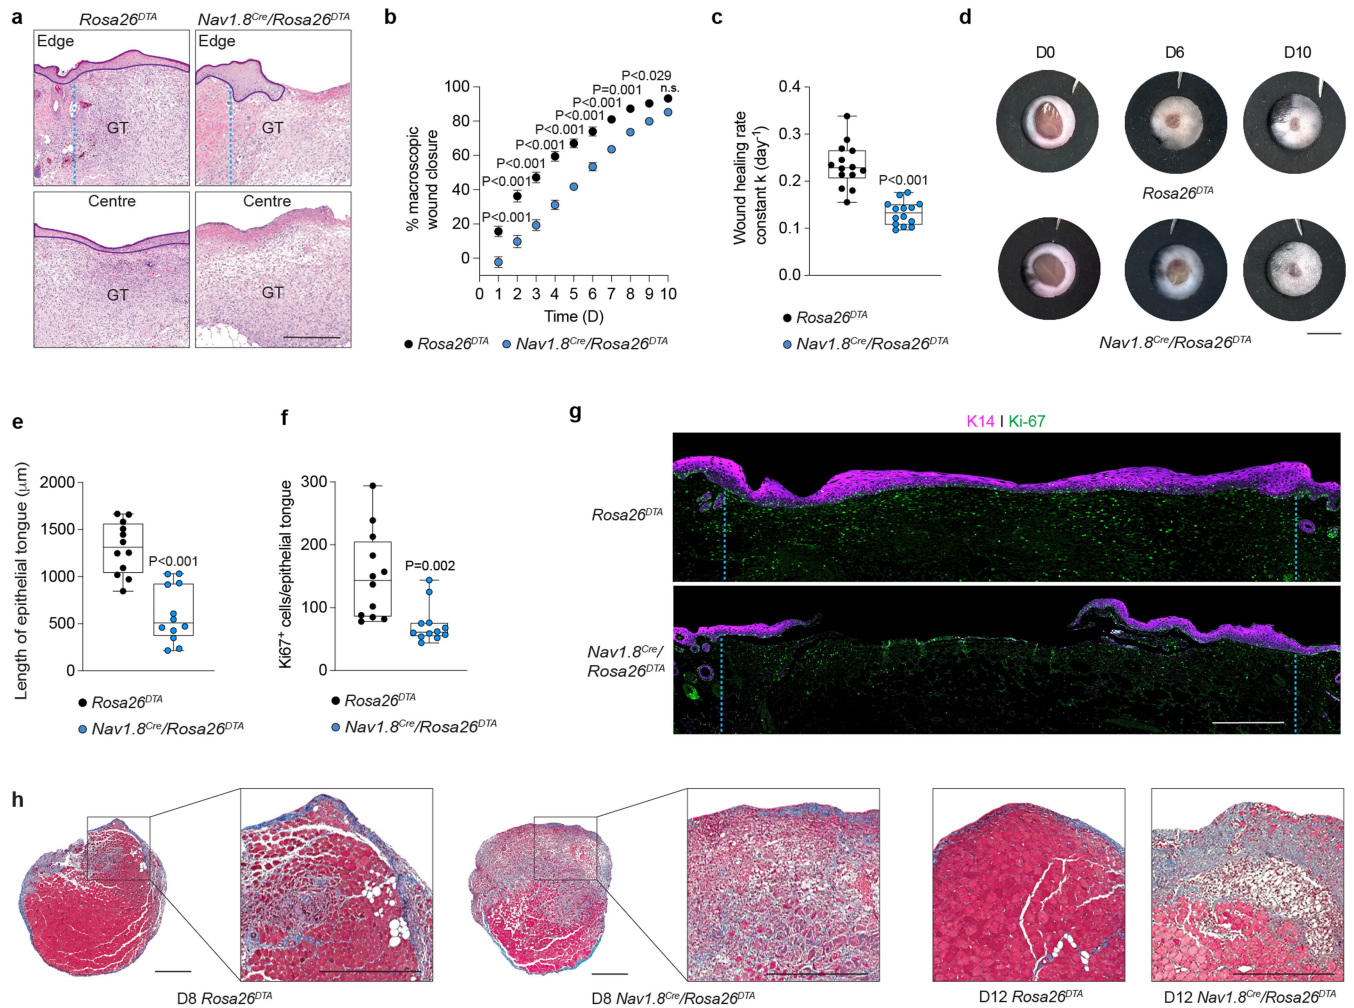 a
Rosa26DTA
Nav1.8Cre/Rosa26DTA
Edge
Edge
GT
GT
Centre
Centre
GT
GT
b
% macroscopic
wound closure
100
80
60
40
20
0
P<0.001
P<0.001
P<0.001
P<0.001
P<0.001
P<0.001
P<0.001
P=0.001
P<0.029
n.s.
0 1 2 3 4 5 6 7 8 9 10
Time (D)
Rosa26DTA
Nav1.8Cre/Rosa26DTA
c
Wound healing rate
constant k (day-1)
0.4
0.3
0.2
0.1
0.0
P<0.001
Rosa26DTA
Nav1.8Cre/Rosa26DTA
d
D0
D6
D10
Rosa26DTA
Nav1.8Cre/Rosa26DTA
e
Length of epithelial tongue (µm)
2000
1500
1000
500
0
P<0.001
Rosa26DTA
Nav1.8Cre/Rosa26DTA
f
Ki67+ cells/epithelial tongue
300
200
100
0
P=0.002
Rosa26DTA
Nav1.8Cre/Rosa26DTA
g
K14 I Ki-67
Rosa26DTA
Nav1.8Cre/
Rosa26DTA
h
D8 Rosa26DTA
D8 Nav1.8Cre/Rosa26DTA
D12 Rosa26DTA
D12 Nav1.8Cre/Rosa26DTA